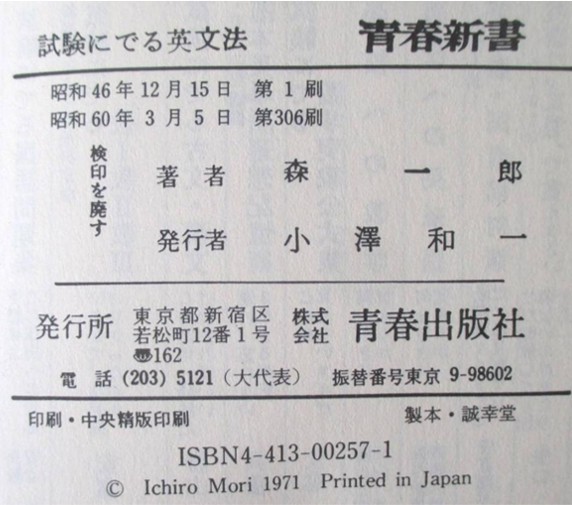 試験にでる英文法　青春新書
昭和46年12月15日　第1刷
昭和60年3月5日　第306刷
検印を廃す
著者　森一郎
発行者　小澤和一
発行所　東京都新宿区若松町12番1号　〠162　株式会社　青春出版社
電話 (203) 5121（大代表）　振替番号東京 9-98602
印刷・中央精版印刷　製本・誠幸堂
ISBN4-413-00257-1
© Ichiro Mori 1971 Printed in Japan